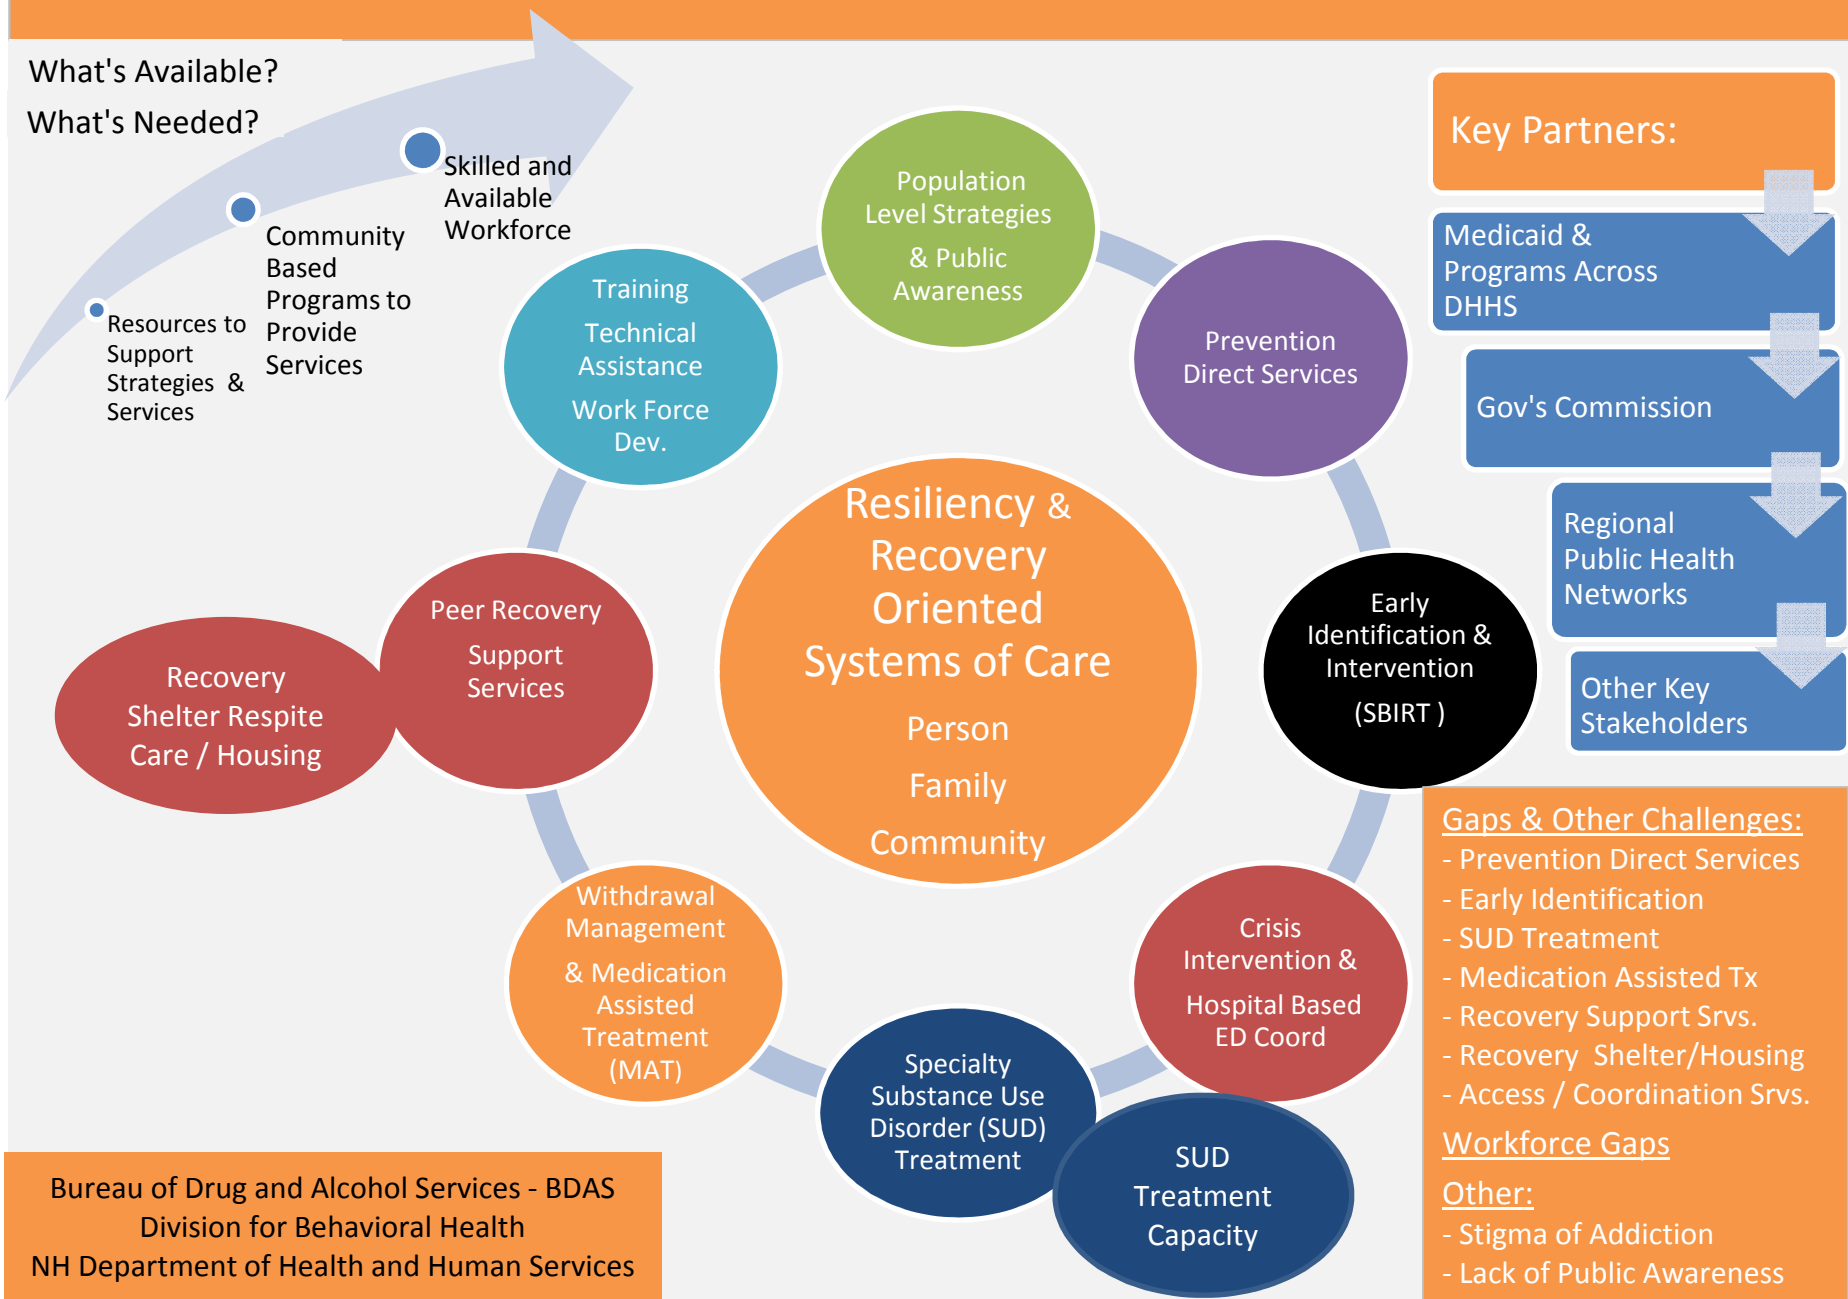 What's Available?
What's Needed?
Resources to
Support
Strategies &
Services
Community
Based
Programs to
Provide
Services
Skilled and
Available
Workforce
Population
Level Strategies
& Public
Awareness
Prevention
Direct Services
Early
Identification &
Intervention
(SBIRT )
Crisis
Intervention &
Hospital Based
ED Coord
SUD
Treatment
Capacity
Specialty
Substance Use
Disorder (SUD)
Treatment
Withdrawal
Management
& Medication
Assisted
Treatment
(MAT)
Peer Recovery
Support
Services
Recovery
Shelter Respite
Care / Housing
Training
Technical
Assistance
Work Force
Dev.
Resiliency &
Recovery
Oriented
Systems of Care
Person
Family
Community
Key Partners:
Medicaid &
Programs Across
DHHS
Gov's Commission
Regional
Public Health
Networks
Other Key
Stakeholders
Gaps & Other Challenges:
- Prevention Direct Services
- Early Identification
- SUD Treatment
- Medication Assisted Tx
- Recovery Support Srvs.
- Recovery Shelter/Housing
- Access / Coordination Srvs.
Workforce Gaps
Other:
- Stigma of Addiction
- Lack of Public Awareness
Bureau of Drug and Alcohol Services - BDAS
Division for Behavioral Health
NH Department of Health and Human Services